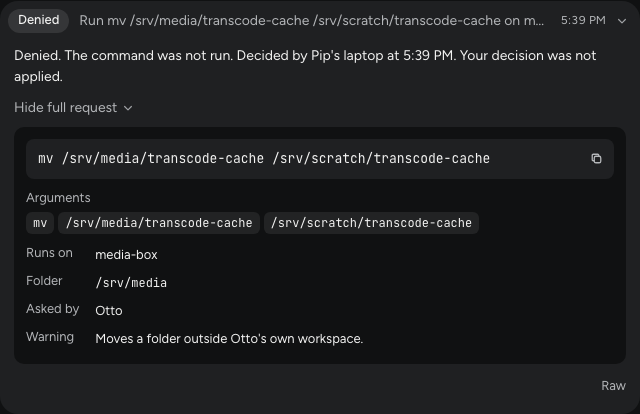 Denied Run mv /srv/media/transcode-cache /srv/scratch/transcode-cache on m... 5:39 PM
Denied. The command was not run. Decided by Pip's laptop at 5:39 PM. Your decision was not
applied.
Hide full request
mv /srv/media/transcode-cache /srv/scratch/transcode-cache
Arguments
mv /srv/media/transcode-cache /srv/scratch/transcode-cache
Runs on media-box
Folder /srv/media
Asked by Otto
Warning Moves a folder outside Otto's own workspace.
Raw